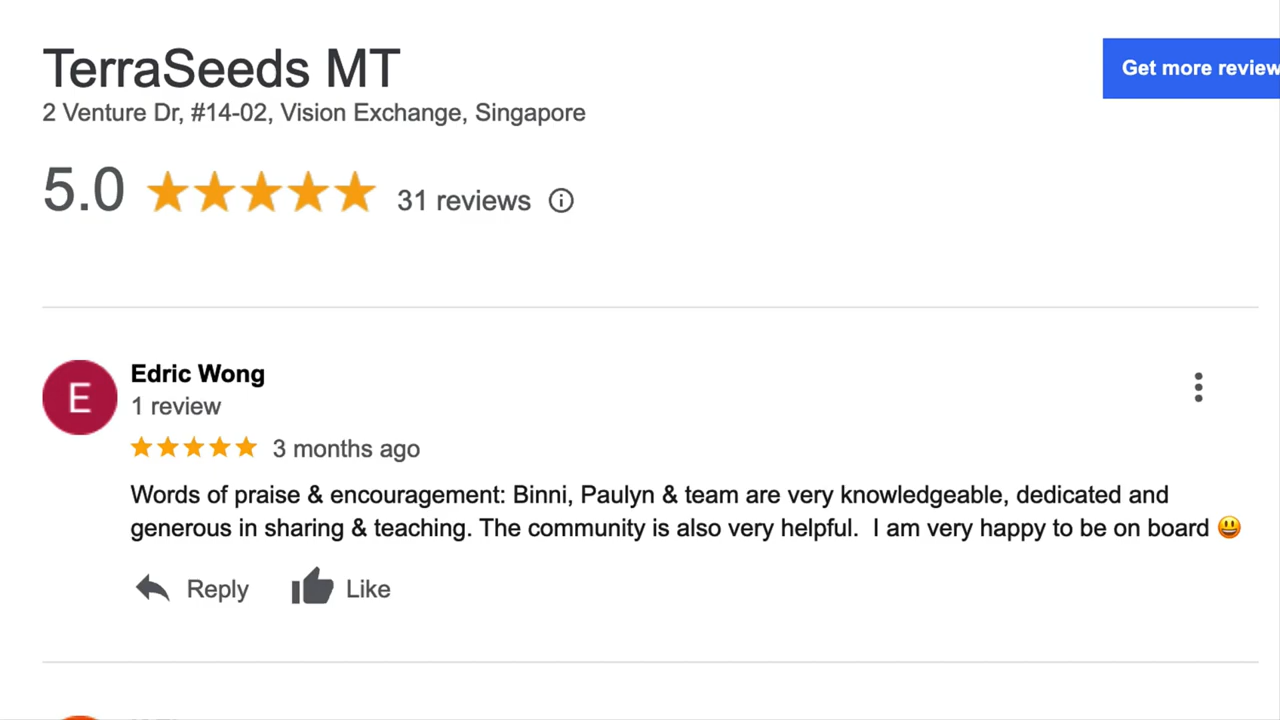 TerraSeeds MT
Get more review
2 Venture Dr, #14-02, Vision Exchange, Singapore
5.0
31 reviews
E
Edric Wong
1 review
3 months ago
Words of praise & encouragement: Binni, Paulyn & team are very knowledgeable, dedicated and
generous in sharing & teaching. The community is also very helpful.  I am very happy to be on board 😃
Reply
Like